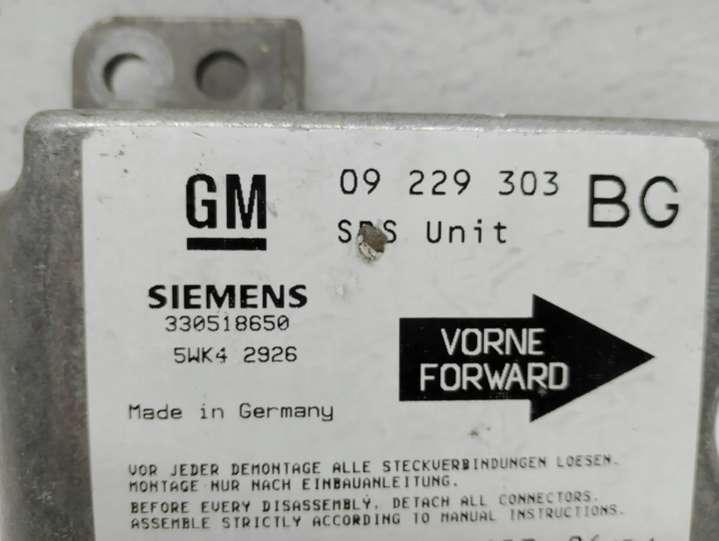 GM
09 229 303 BG
Unit
SIEMENS
330518650
5WK4 2926
VORNE
FORWARD
Made in Germany
VOR JEDER DEMONTAGE ALLE STECKVERBINDUNGEN LOESEN.
MONTAGE NUR NACH EINBAUANLEITUNG.
BEFORE EVERY DISASSEMBLY, DETACH ALL CONNECTORS.
ASSEMBLE STRICTLY ACCORDING TO MANUAL INSTRUCTIONS.